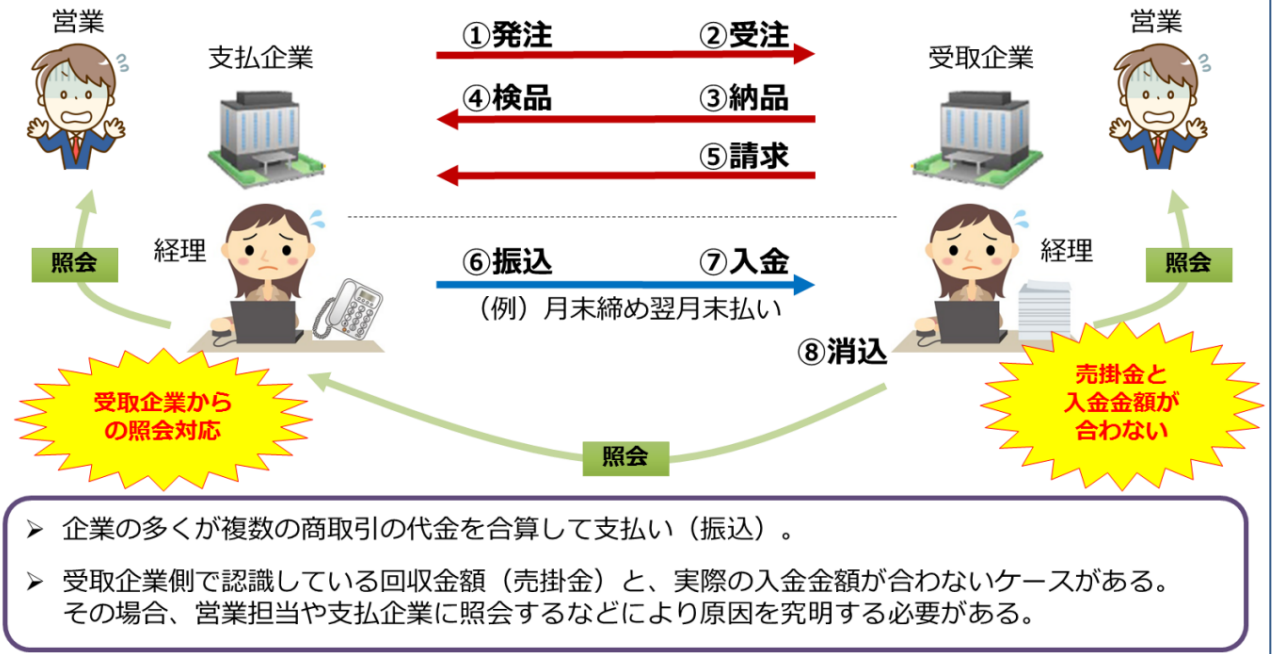 営業
支払企業
①発注
②受注
受取企業
営業
④検品
③納品
⑤請求
照会
経理
⑥振込
⑦入金
（例）月末締め翌月末払い
経理
照会
⑧消込
受取企業から
の照会対応
売掛金と
入金金額が
合わない
照会
➢ 企業の多くが複数の商取引の代金を合算して支払い（振込）。
➢ 受取企業側で認識している回収金額（売掛金）と、実際の入金金額が合わないケースがある。
その場合、営業担当や支払企業に照会するなどにより原因を究明する必要がある。